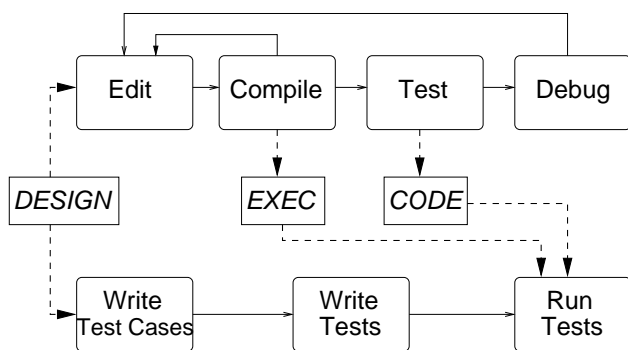 Edit
Compile
Test
Debug
DESIGN
EXEC
CODE
Write
Test Cases
Write
Tests
Run
Tests